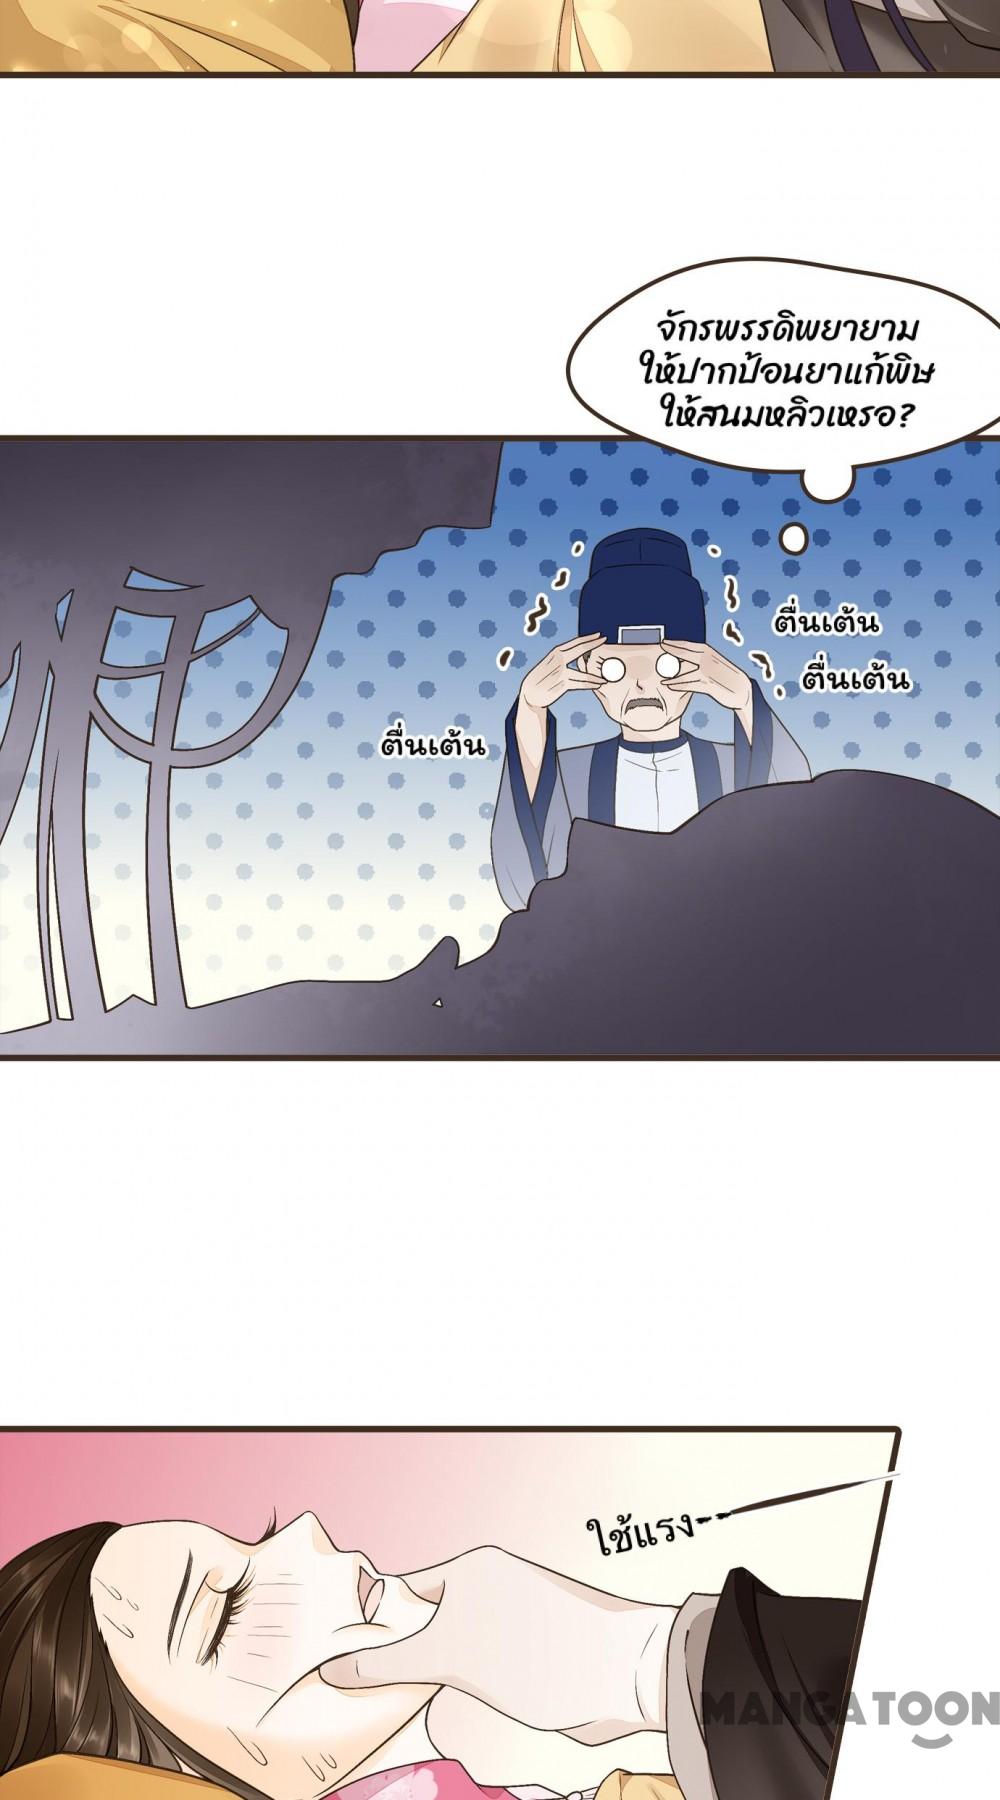 จักรพรรดิพยายาม
ให้ปากป้อนยาแก้พิษ
ให้สนมหลิวเหรอ?
ตื่นเต้น
ตื่นเต้น
ตื่นเต้น
ใช้แรง--
MANGATOON